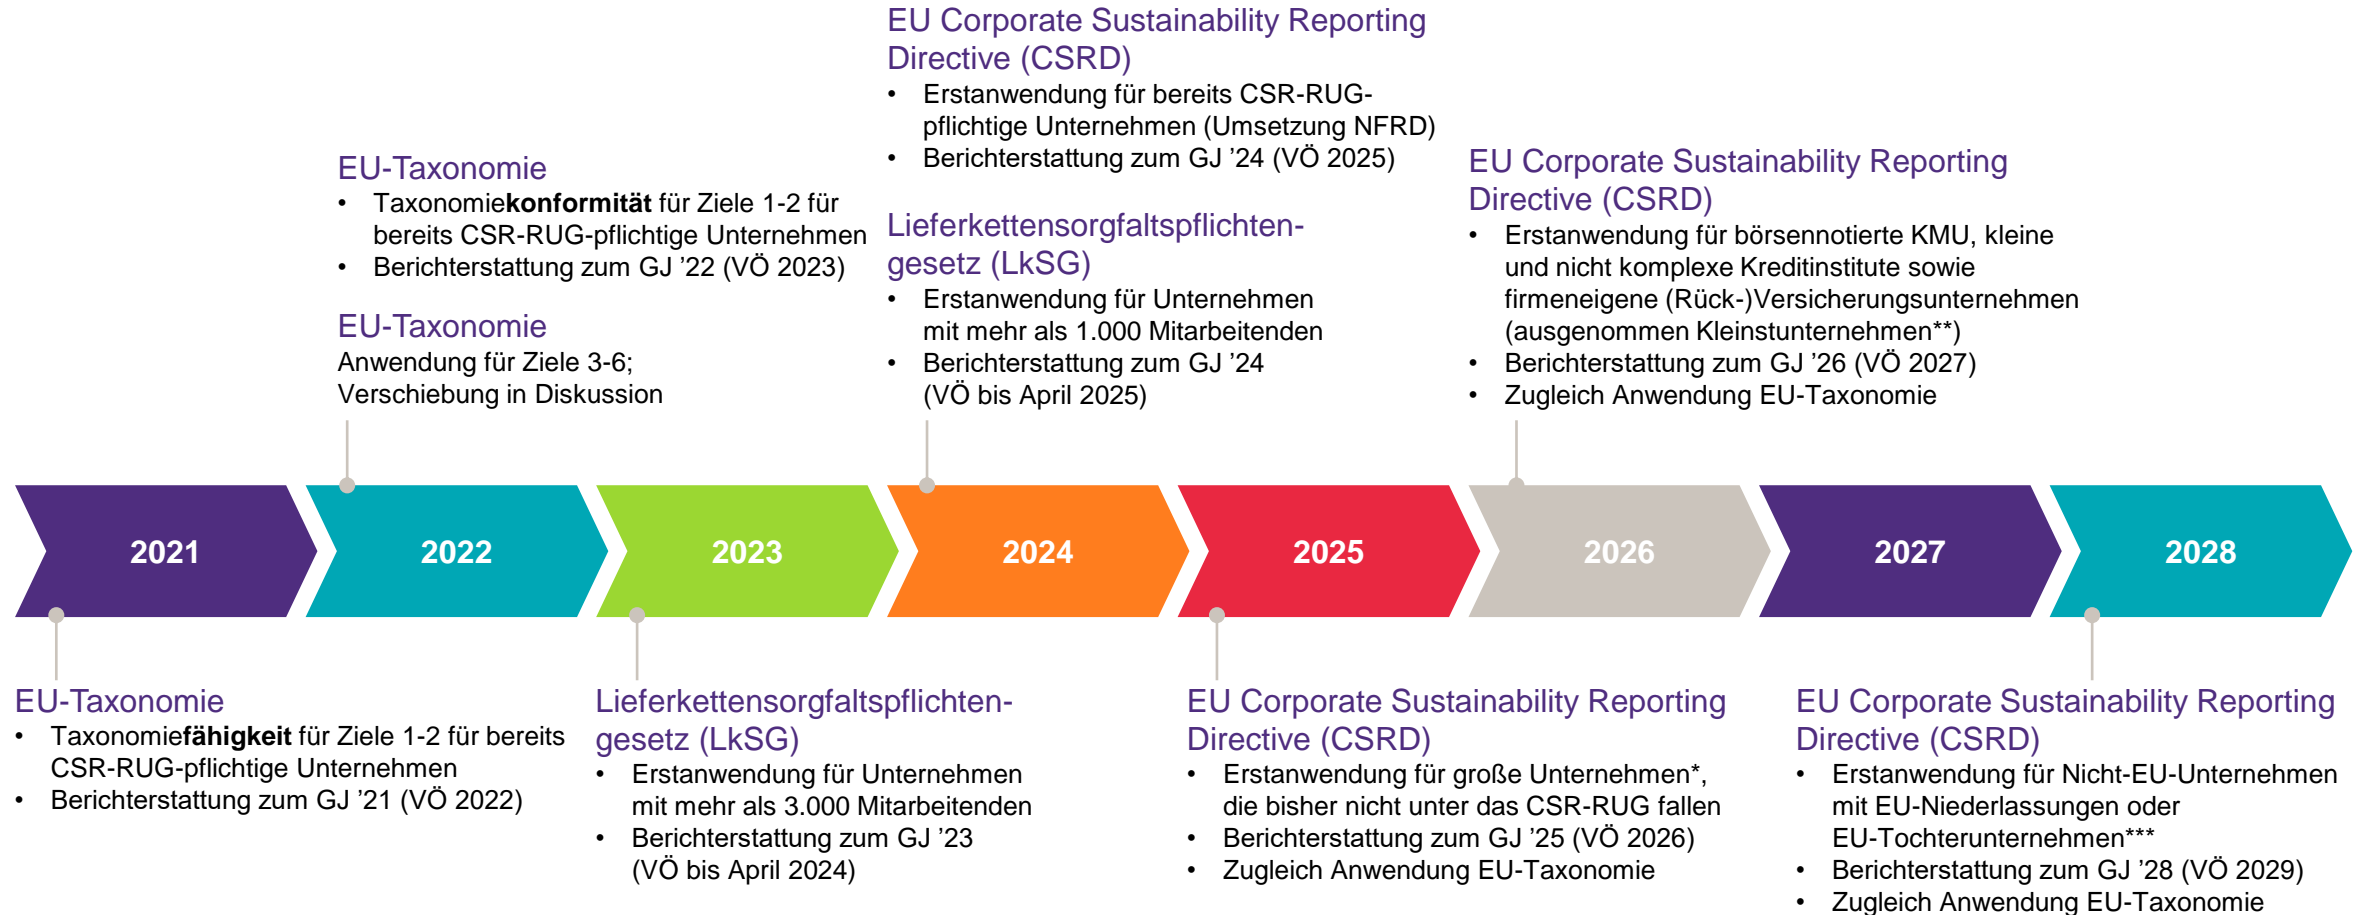 EU Corporate Sustainability Reporting
Directive (CSRD)
• Erstanwendung für bereits CSR-RUG-
pflichtige Unternehmen (Umsetzung NFRD)
• Berichterstattung zum GJ ’24 (VÖ 2025)
EU-Taxonomie
• Taxonomiekonformität für Ziele 1-2 für
bereits CSR-RUG-pflichtige Unternehmen
• Berichterstattung zum GJ ’22 (VÖ 2023)
EU-Taxonomie
Anwendung für Ziele 3-6;
Verschiebung in Diskussion
Lieferkettensorgfaltspflichten-
gesetz (LkSG)
• Erstanwendung für Unternehmen
mit mehr als 1.000 Mitarbeitenden
• Berichterstattung zum GJ ’24
(VÖ bis April 2025)
EU Corporate Sustainability Reporting
Directive (CSRD)
• Erstanwendung für börsennotierte KMU, kleine
und nicht komplexe Kreditinstitute sowie
firmeneigene (Rück-)Versicherungsunternehmen
(ausgenommen Kleinstunternehmen**)
• Berichterstattung zum GJ ’26 (VÖ 2027)
• Zugleich Anwendung EU-Taxonomie
2021
2022
2023
2024
2025
2026
2027
2028
EU-Taxonomie
• Taxonomiefähigkeit für Ziele 1-2 für bereits
CSR-RUG-pflichtige Unternehmen
• Berichterstattung zum GJ ’21 (VÖ 2022)
Lieferkettensorgfaltspflichten-
gesetz (LkSG)
• Erstanwendung für Unternehmen
mit mehr als 3.000 Mitarbeitenden
• Berichterstattung zum GJ ’23
(VÖ bis April 2024)
EU Corporate Sustainability Reporting
Directive (CSRD)
• Erstanwendung für große Unternehmen*,
die bisher nicht unter das CSR-RUG fallen
• Berichterstattung zum GJ ’25 (VÖ 2026)
• Zugleich Anwendung EU-Taxonomie
EU Corporate Sustainability Reporting
Directive (CSRD)
• Erstanwendung für Nicht-EU-Unternehmen
mit EU-Niederlassungen oder
EU-Tochterunternehmen***
• Berichterstattung zum GJ ’28 (VÖ 2029)
• Zugleich Anwendung EU-Taxonomie